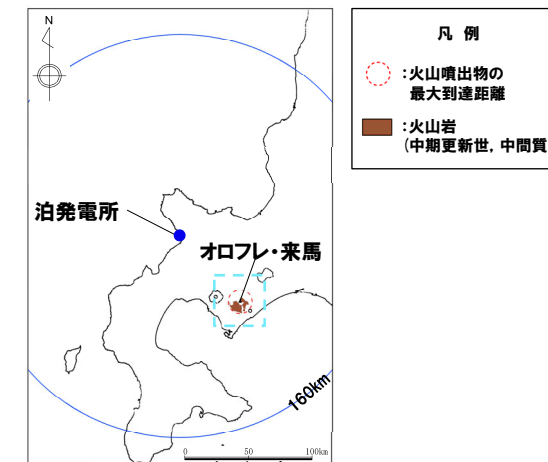 N
凡 例
:火山噴出物の
最大到達距離
:火山岩
(中期更新世, 中間質
泊発電所
オロフレ・来馬
160km
0 50 100km